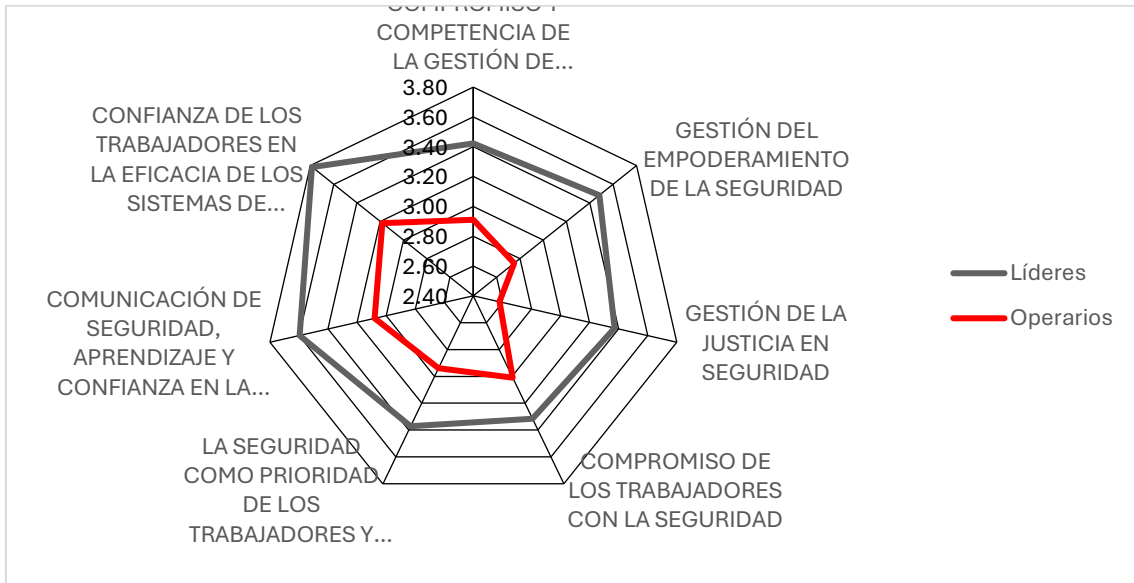 COMPROMISO Y
COMPETENCIA DE
LA GESTIÓN DE...
3.80
3.60
3.40
3.20
3.00
2.80
2.60
2.40
GESTIÓN DEL
EMPODERAMIENTO
DE LA SEGURIDAD
GESTIÓN DE LA
JUSTICIA EN
SEGURIDAD
COMPROMISO DE
LOS TRABAJADORES
CON LA SEGURIDAD
LA SEGURIDAD
COMO PRIORIDAD
DE LOS
TRABAJADORES Y...
COMUNICACIÓN DE
SEGURIDAD,
APRENDIZAJE Y
CONFIANZA EN LA...
CONFIANZA DE LOS
TRABAJADORES EN
LA EFICACIA DE LOS
SISTEMAS DE...
Líderes
Operarios